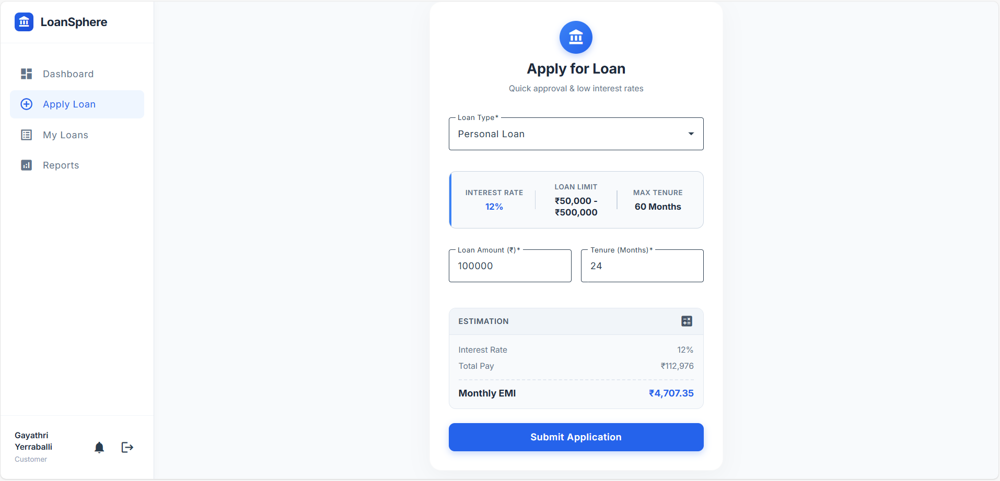 LoanSphere
Dashboard
Apply Loan
My Loans
Reports
Gayathri
Yerraballi
Customer
Apply for Loan
Quick approval & low interest rates
Loan Type*
Personal Loan
INTEREST RATE
12%
LOAN LIMIT
₹50,000 -
₹500,000
MAX TENURE
60 Months
Loan Amount (₹)*
100000
Tenure (Months)*
24
ESTIMATION
Interest Rate 12%
Total Pay ₹112,976
Monthly EMI ₹4,707.35
Submit Application